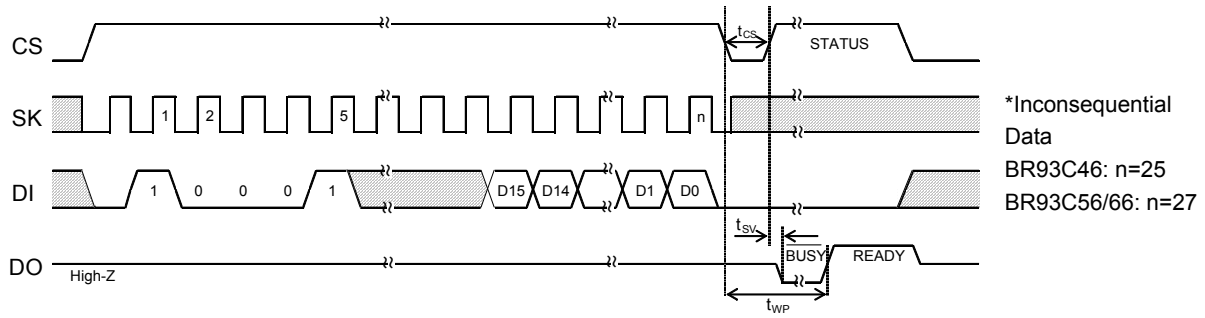 CS
tCS
STATUS
SK
1
2
5
n
DI
1 0 0 0 1
D15 D14 D1 D0
tSV
BUSY READY
DO
High-Z
tWP
*Inconsequential
Data
BR93C46: n=25
BR93C56/66: n=27